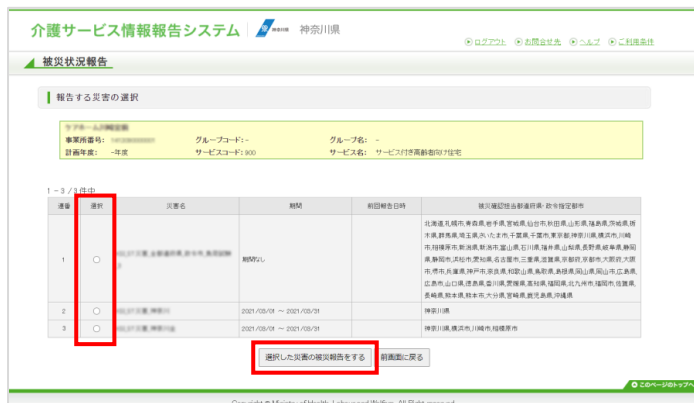 介護サービス情報報告システム 神奈川県 神奈川県
ログアウト お問合せ先 ヘルプ ご利用条件
被災状況報告
報告する災害の選択
事業所番号: グループコード: - グループ名: -
計画年度: -年度 サービスコード: 900 サービス名: サービス付き高齢者向け住宅
1 - 3 / 3件中
連番 選択 災害名 期間 前回報告日時 被災確認担当都道府県・政令指定都市
北海道,札幌市,青森県,岩手県,宮城県,仙台市,秋田県,山形県,福島県,茨城県,栃
木県,群馬県,埼玉県,さいたま市,千葉県,千葉市,東京都,神奈川県,横浜市,川崎
市,相模原市,新潟県,新潟市,富山県,石川県,福井県,山梨県,長野県,岐阜県,静岡
県,静岡市,浜松市,愛知県,名古屋市,三重県,滋賀県,京都府,京都市,大阪府,大阪
1 期間なし 市,堺市,兵庫県,神戸市,奈良県,和歌山県,鳥取県,島根県,岡山県,岡山市,広島県,
広島市,山口県,徳島県,香川県,愛媛県,高知県,福岡県,北九州市,福岡市,佐賀県,
長崎県,熊本県,熊本市,大分県,宮崎県,鹿児島県,沖縄県
2 2021/03/01 ～ 2021/03/31 神奈川県
3 2021/03/01 ～ 2021/03/31 神奈川県,横浜市,川崎市,相模原市
選択した災害の被災報告をする 前画面に戻る
このページのトップへ